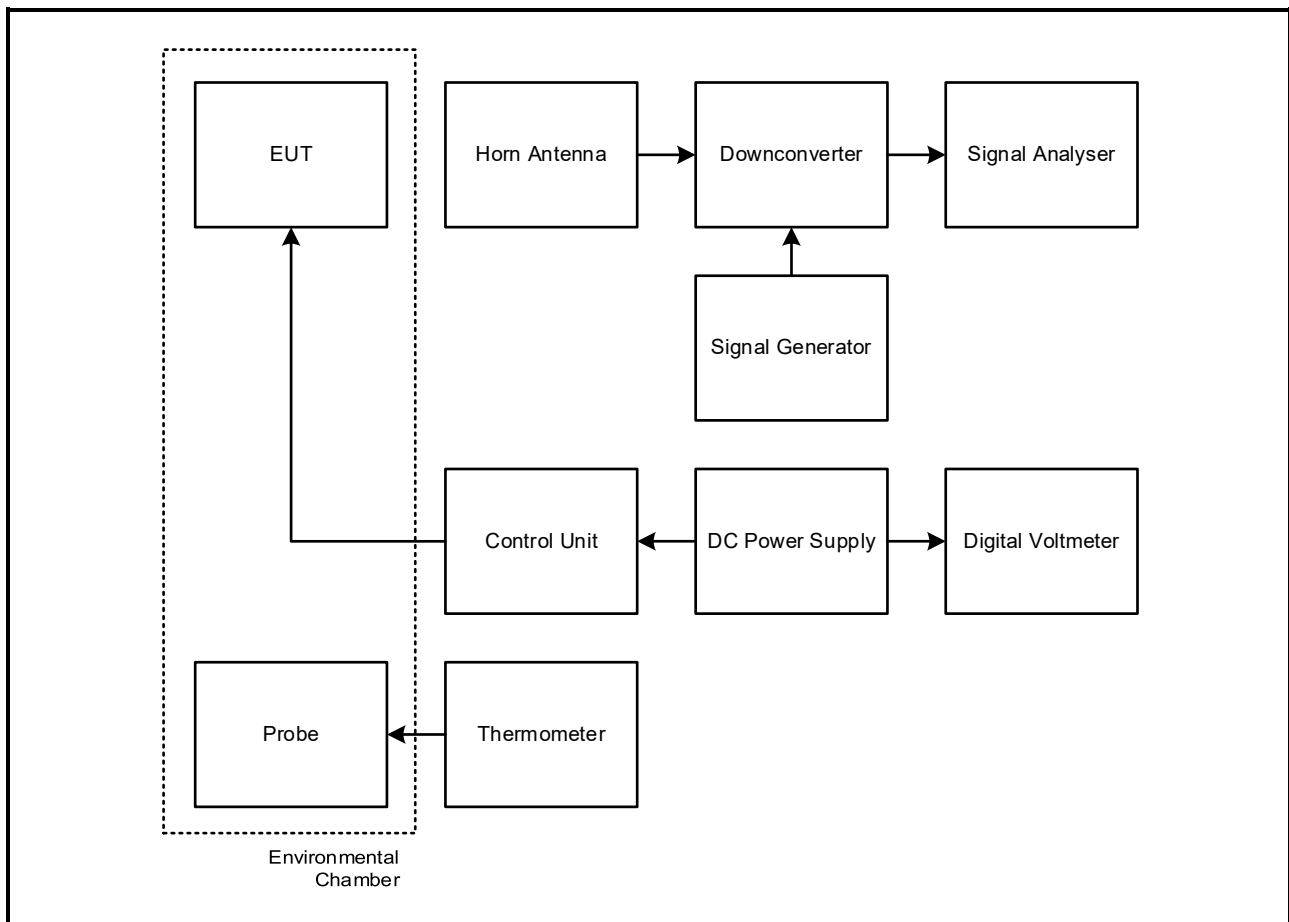 EUT
Horn Antenna
Downconverter
Signal Analyser
Signal Generator
Control Unit
DC Power Supply
Digital Voltmeter
Probe
Thermometer
Environmental
Chamber